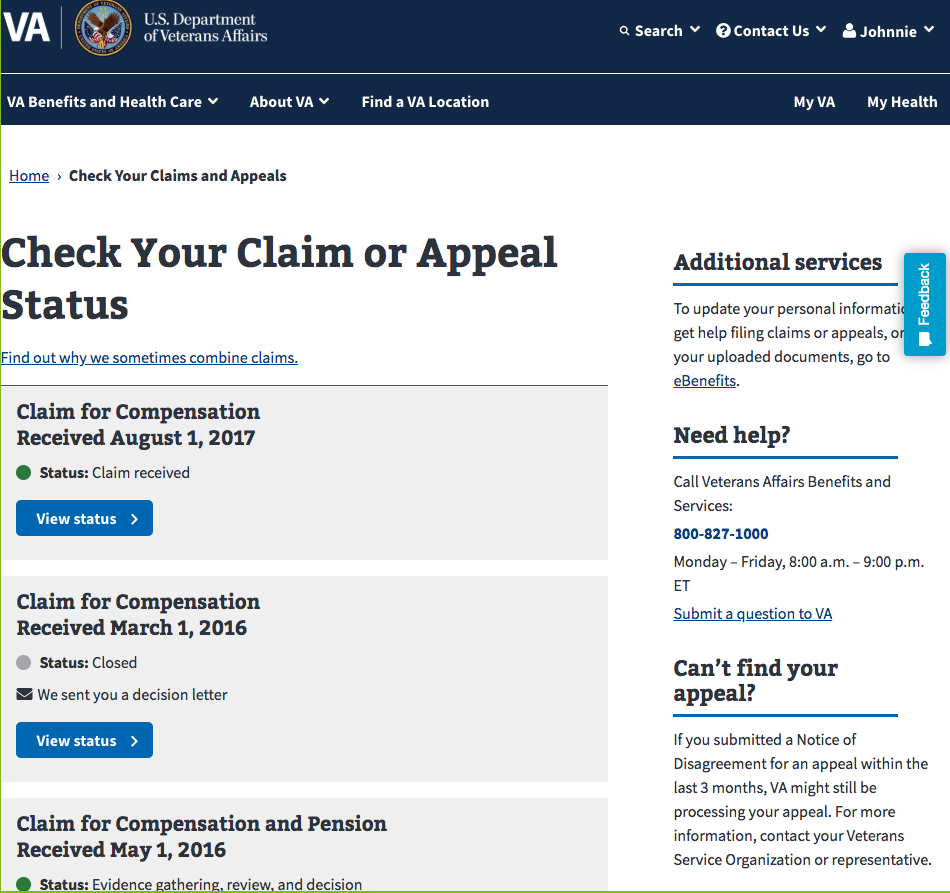 VA
U.S. Department
of Veterans Affairs
Search
Contact Us
Johnnie
VA Benefits and Health Care
About VA
Find a VA Location
My VA
My Health
Home › Check Your Claims and Appeals
Check Your Claim or Appeal
Status
Find out why we sometimes combine claims.
Claim for Compensation
Received August 1, 2017
Status: Claim received
View status
Claim for Compensation
Received March 1, 2016
Status: Closed
We sent you a decision letter
View status
Claim for Compensation and Pension
Received May 1, 2016
Status: Evidence gathering, review, and decision
Additional services
To update your personal informatio
get help filing claims or appeals, or
your uploaded documents, go to
eBenefits.
Feedback
Need help?
Call Veterans Affairs Benefits and
Services:
800-827-1000
Monday – Friday, 8:00 a.m. – 9:00 p.m.
ET
Submit a question to VA
Can't find your
appeal?
If you submitted a Notice of
Disagreement for an appeal within the
last 3 months, VA might still be
processing your appeal. For more
information, contact your Veterans
Service Organization or representative.